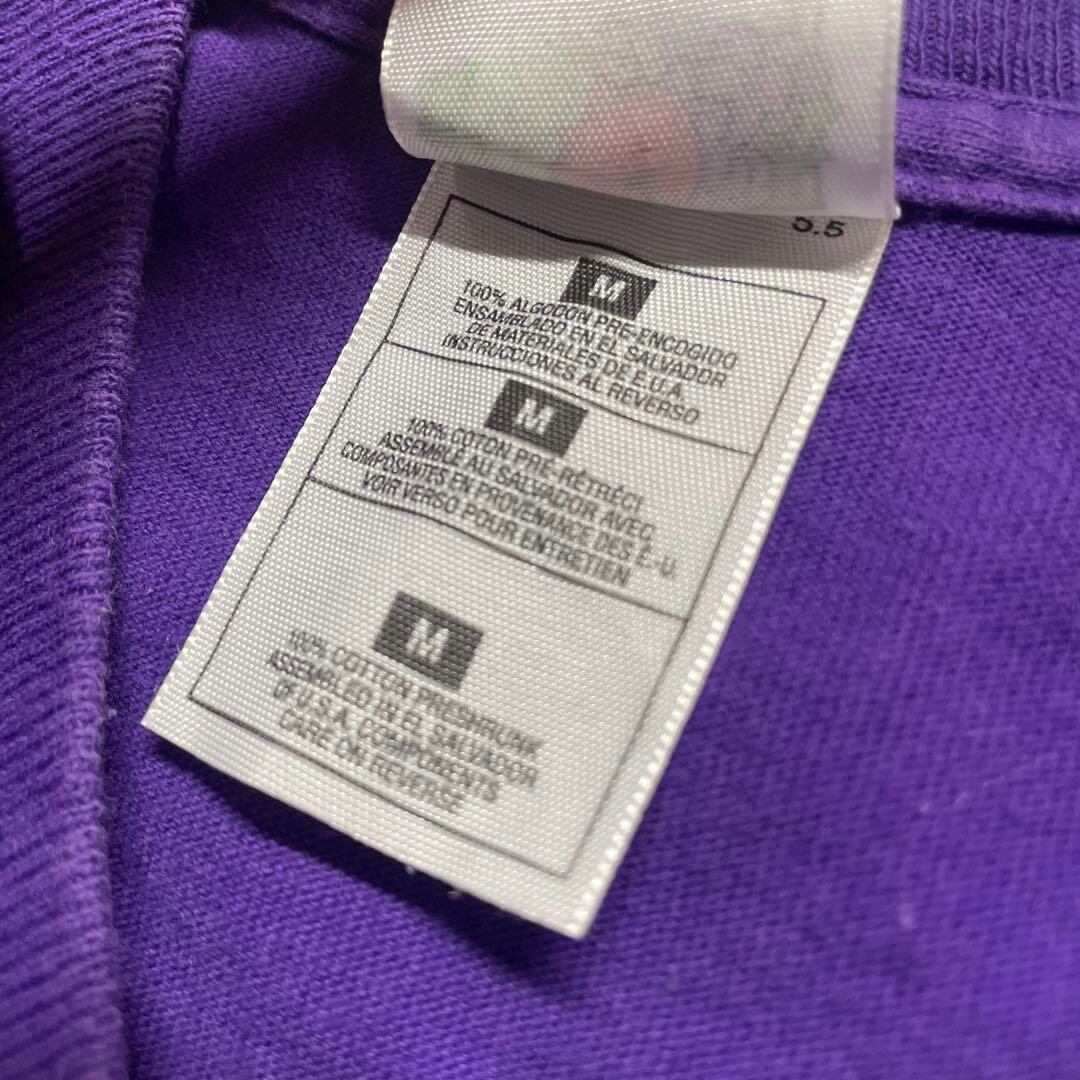 5.5
M
100% ALGODON PRE-ENCOGIDO
ENSAMBLADO EN EL SALVADOR
DE MATERIALES DE E.U.A.
INSTRUCCIONES AL REVERSO
M
100% COTON PRÉ-RÉTRÉCI
ASSEMBLÉ AU SALVADOR AVEC
COMPOSANTES EN PROVENANCE DES É.-U.
VOIR VERSO POUR ENTRETIEN
M
100% COTTON PRESHRUNK
ASSEMBLED IN EL SALVADOR
OF U.S.A. COMPONENTS
CARE ON REVERSE